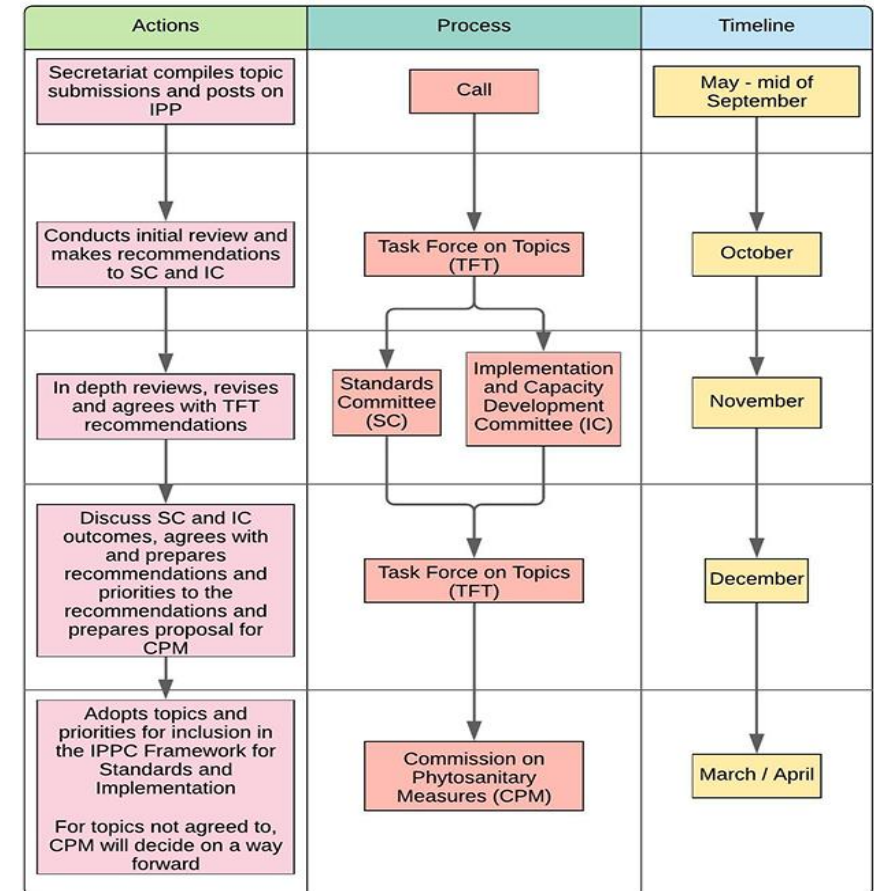 Actions
Process
Timeline
Secretariat compiles topic
submissions and posts on
IPP
Call
May - mid of
September
Conducts initial review and
makes recommendations
to SC and IC
Task Force on Topics
(TFT)
October
In depth reviews, revises
and agrees with TFT
recommendations
Standards
Committee
(SC)
Implementation
and Capacity
Development
Committee (IC)
November
Discuss SC and IC
outcomes, agrees with
and prepares
recommendations and
priorities to the
recommendations and
prepares proposal for
CPM
Task Force on Topics
(TFT)
December
Adopts topics and
priorities for inclusion in
the IPPC Framework for
Standards and
Implementation
For topics not agreed to,
CPM will decide on a way
forward
Commission on
Phytosanitary
Measures (CPM)
March / April